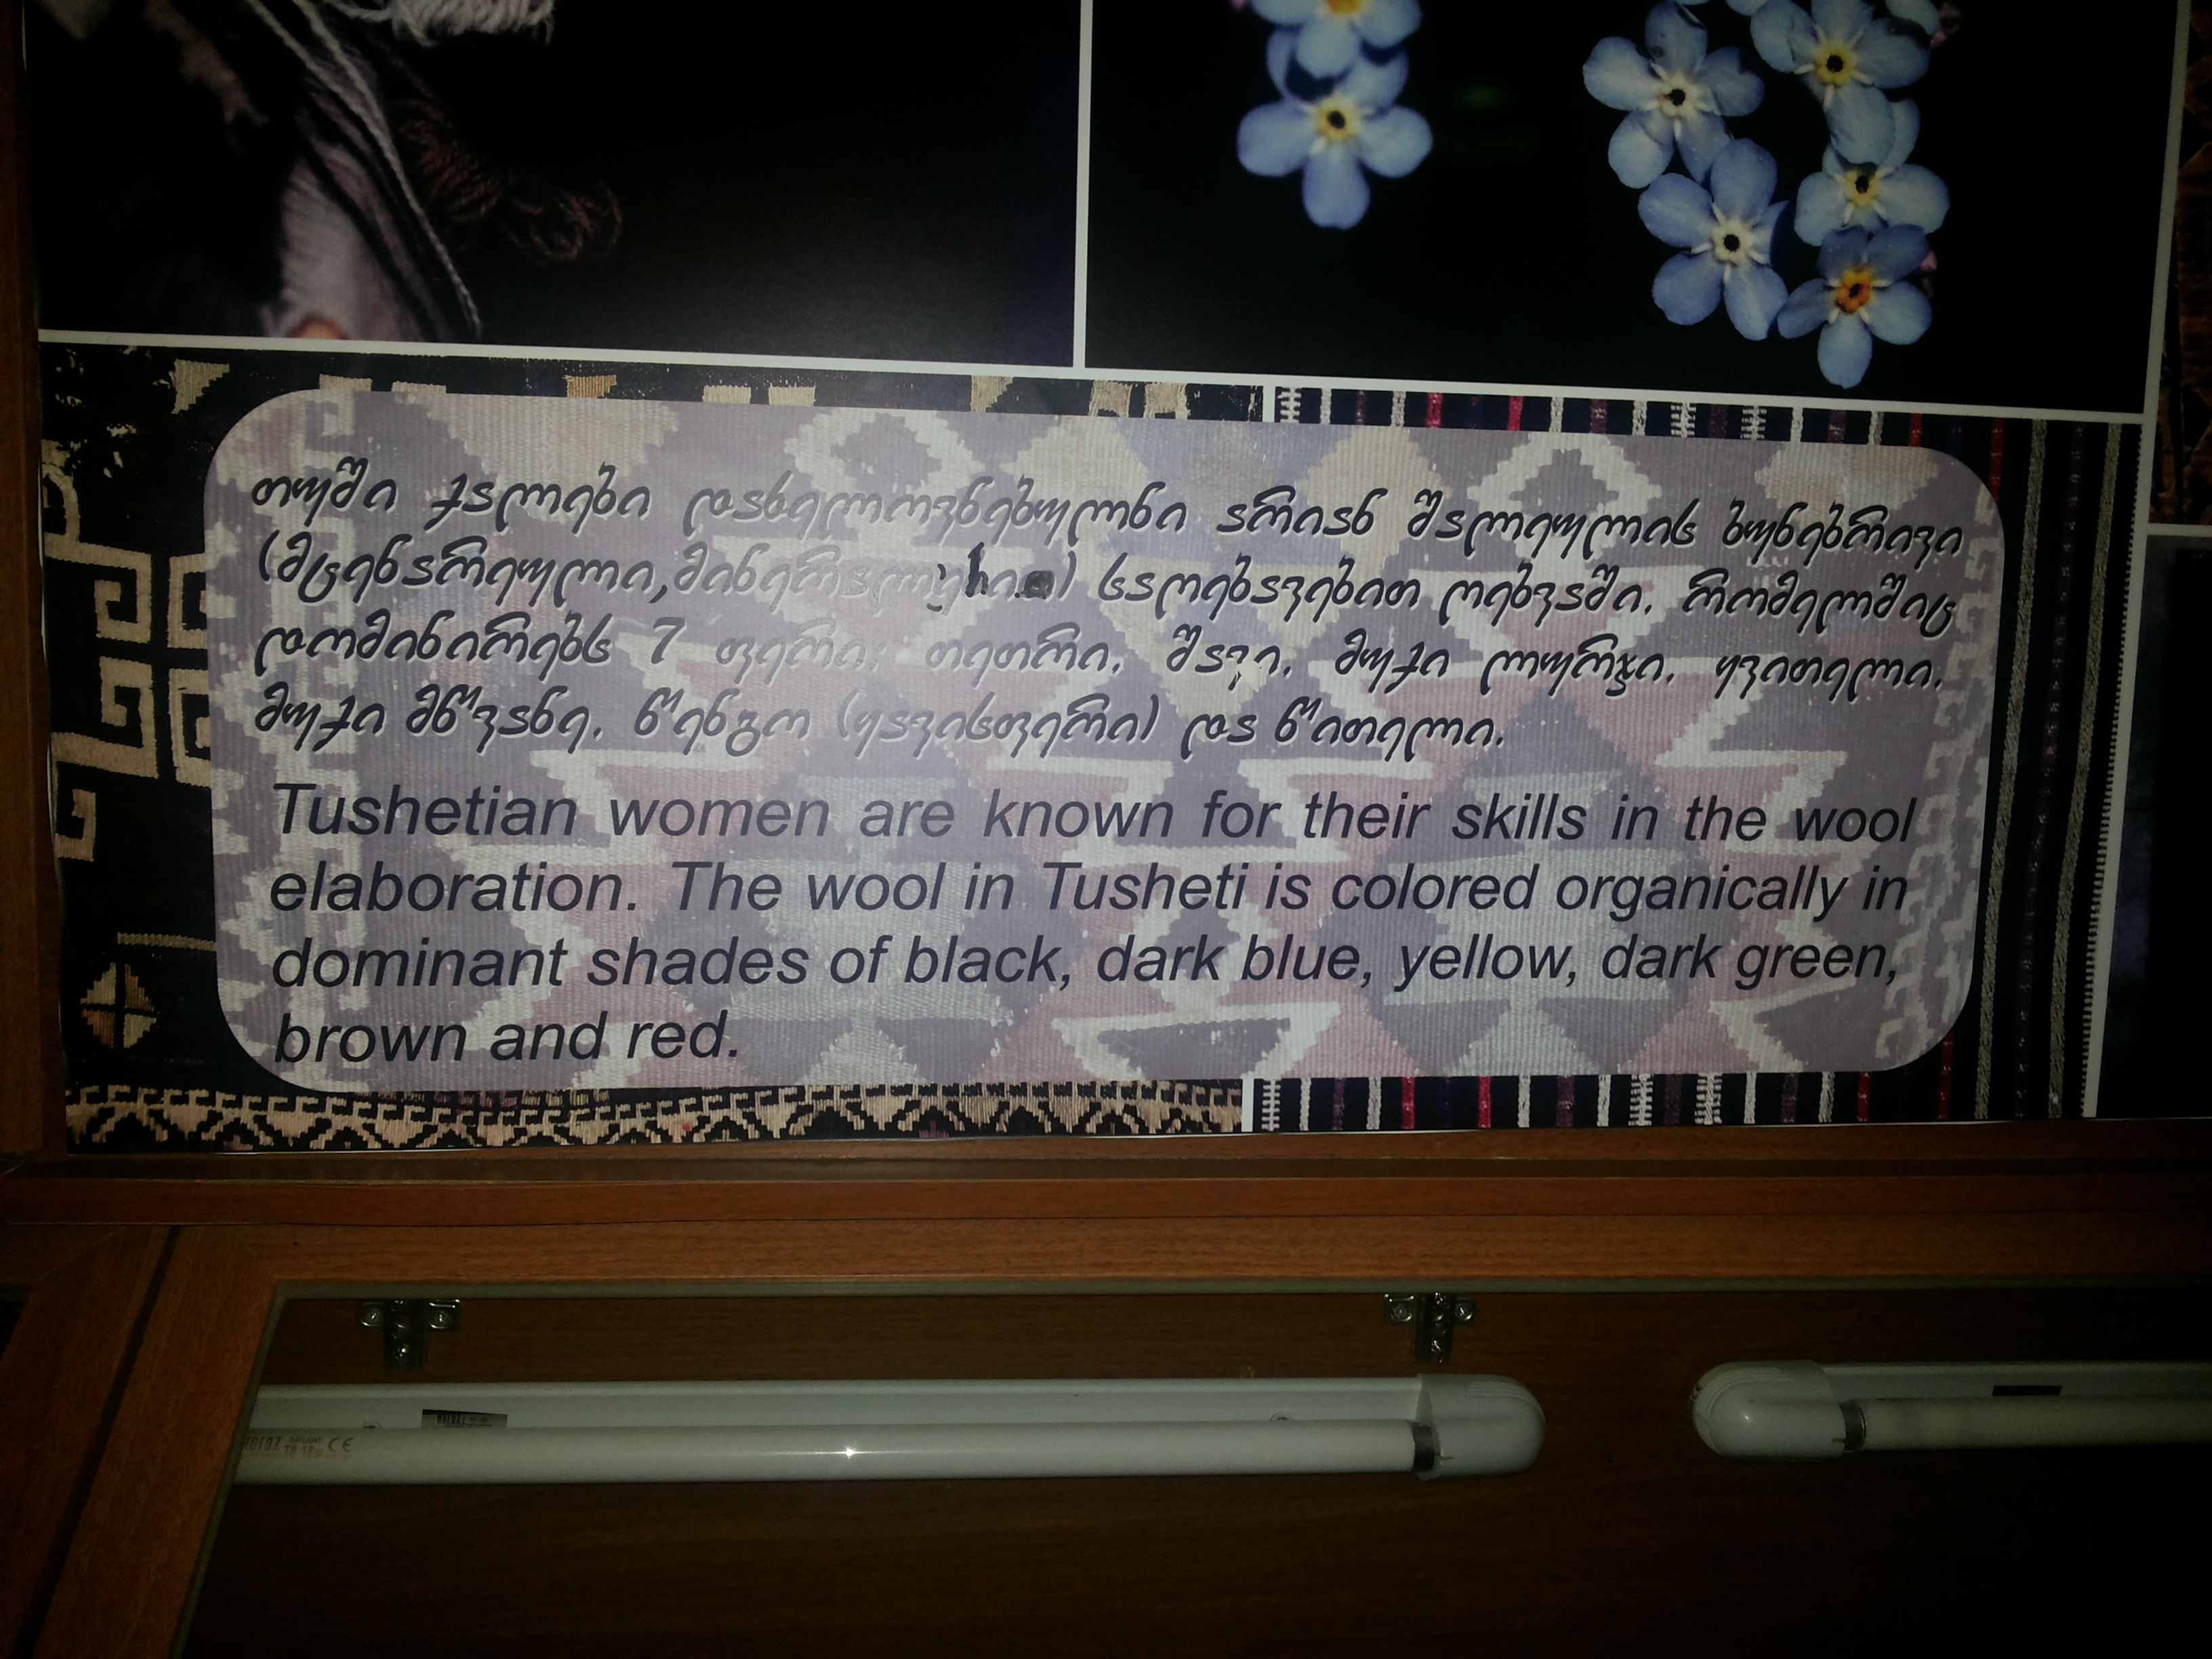 თუში ქალები დახელოვნებულნი არიან შალეულის ბუნებრივი
(მცენარეული,
საღებავებით ღებვაში, რომელშიც
დომინირებს 7 ფერი: თეთრი, შავი, მუქი ლურჯი, ყვითელი,
მუქი მწვანე, წენგო (ყავისფერი) და წითელი.
Tushetian women are known for their skills in the wool
elaboration. The wool in Tusheti is colored organically in
dominant shades of black, dark blue, yellow, dark green,
brown and red.